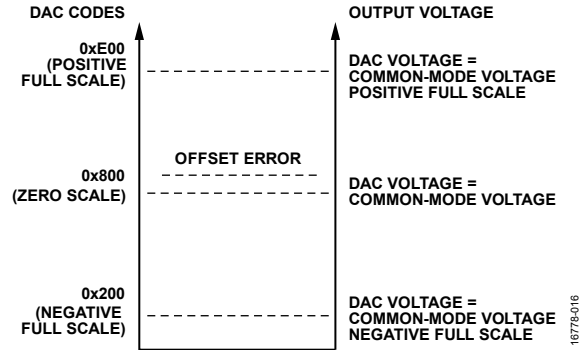 DAC CODES
OUTPUT VOLTAGE
0xE00
(POSITIVE
FULL SCALE)
DAC VOLTAGE =
COMMON-MODE VOLTAGE
POSITIVE FULL SCALE
OFFSET ERROR
0x800
(ZERO SCALE)
DAC VOLTAGE =
COMMON-MODE VOLTAGE
0x200
(NEGATIVE
FULL SCALE)
DAC VOLTAGE =
COMMON-MODE VOLTAGE
NEGATIVE FULL SCALE
16778-016